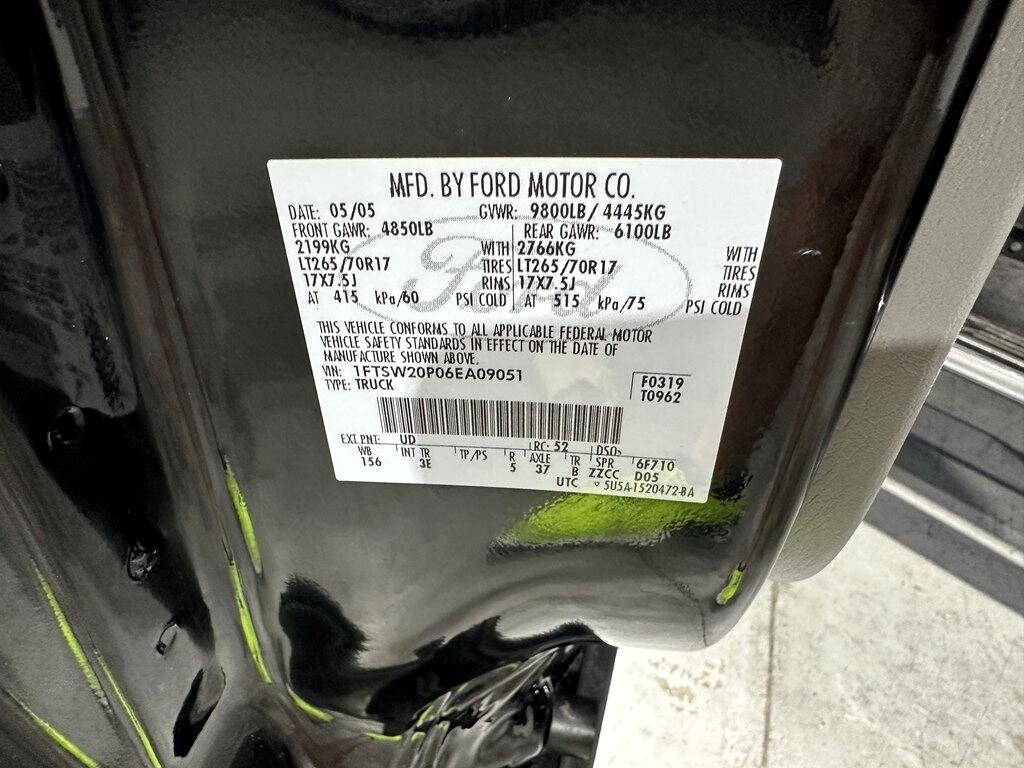 MFD. BY FORD MOTOR CO.
DATE: 05/05 GVWR: 9800LB/ 4445KG
FRONT GAWR: 4850LB REAR GAWR: 6100LB
2199KG WITH 2766KG WITH
LT265/70R17 TIRES LT265/70R17 TIRES
17X7.5J RIMS 17X7.5J RIMS
AT 415 kPa/60 PSI COLD AT 515 kPa/75 PSI COLD
Ford
THIS VEHICLE CONFORMS TO ALL APPLICABLE FEDERAL MOTOR
VEHICLE SAFETY STANDARDS IN EFFECT ON THE DATE OF
MANUFACTURE SHOWN ABOVE.
VIN: 1FTSW20P06EA09051
TYPE: TRUCK
F0319
T0962
EXT PNT: UD RC: 52 DSO:
WB INT TR TP/PS R AXLE TR SPR 6F710
156 3E 5 37 B ZZCC D05
UTC ▽ 5U5A-1520472-BA